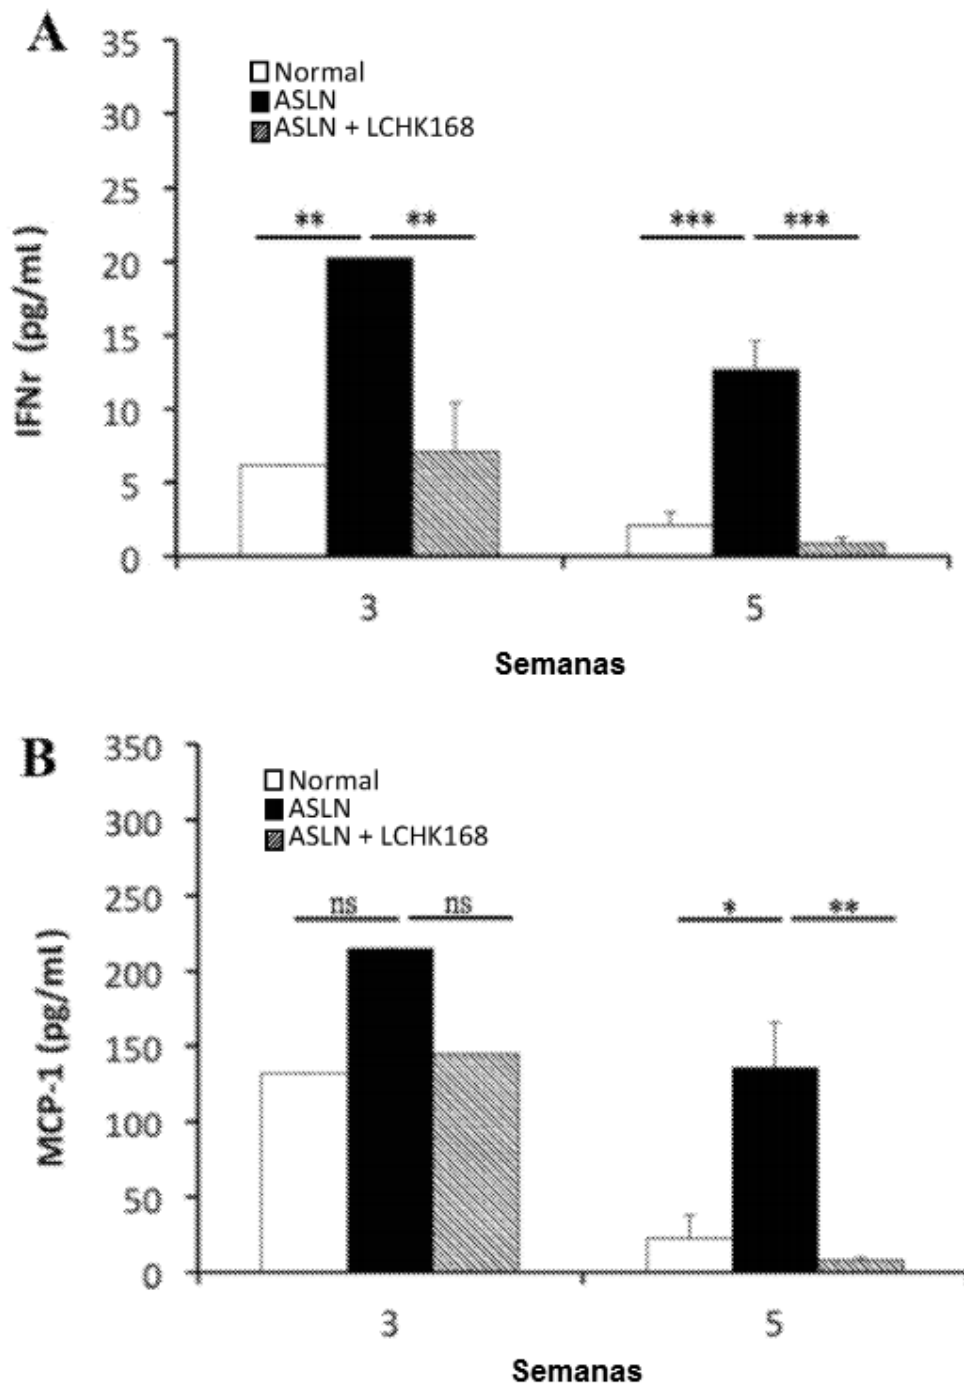 A
35
30
25
20
15
10
5
0
IFNr (pg/ml)
Normal
ASLN
ASLN + LCHK168
** ** *** ***
3 5
Semanas
B
350
300
250
200
150
100
50
0
MCP-1 (pg/ml)
Normal
ASLN
ASLN + LCHK168
ns ns * **
3 5
Semanas